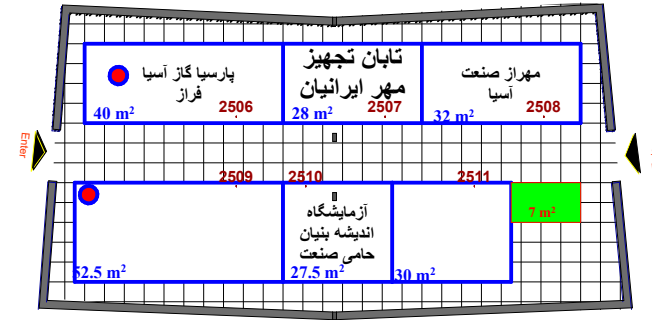 پارسیا گاز آسیا
فراز
2506
40 m²
تابان تجهیز
مهر ایرانیان
2507
28 m²
مهراز صنعت
آسیا
2508
32 m²
Enter
2509
52.5 m²
2510
آزمایشگاه
اندیشه بنیان
حامی صنعت
27.5 m²
2511
30 m²
7 m²